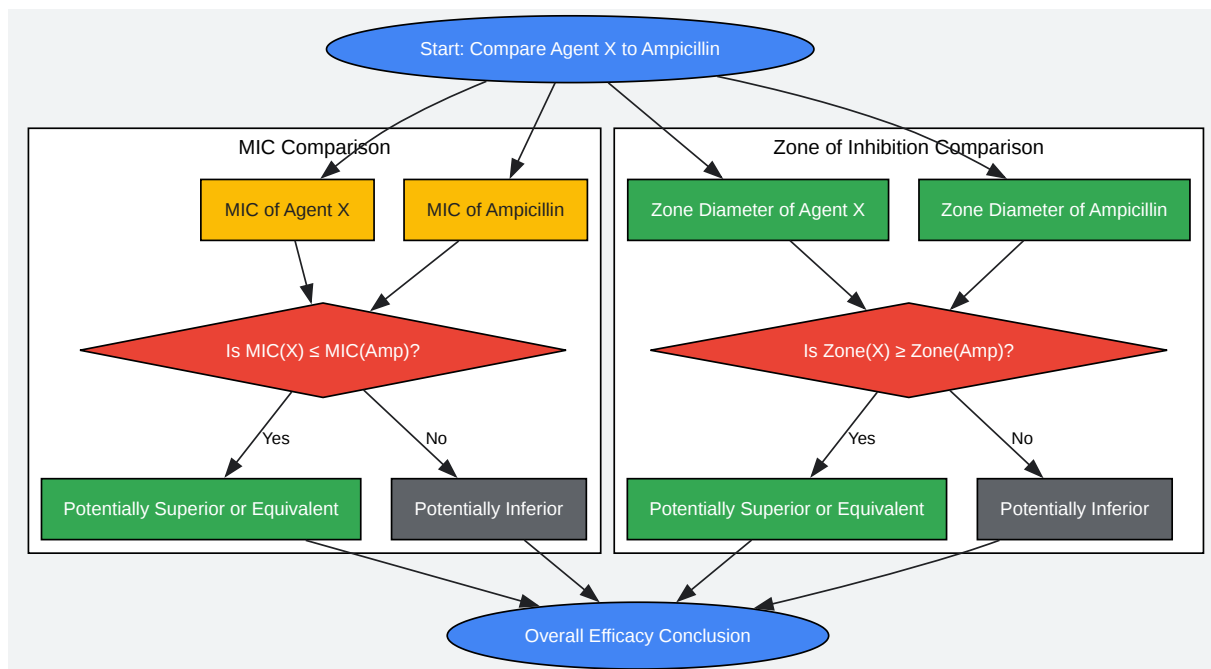 Start: Compare Agent X to Ampicillin
MIC Comparison
Zone of Inhibition Comparison
MIC of Agent X
MIC of Ampicillin
Zone Diameter of Agent X
Zone Diameter of Ampicillin
Is MIC(X) ≤ MIC(Amp)?
Is Zone(X) ≥ Zone(Amp)?
Yes
No
Yes
No
Potentially Superior or Equivalent
Potentially Inferior
Potentially Superior or Equivalent
Potentially Inferior
Overall Efficacy Conclusion